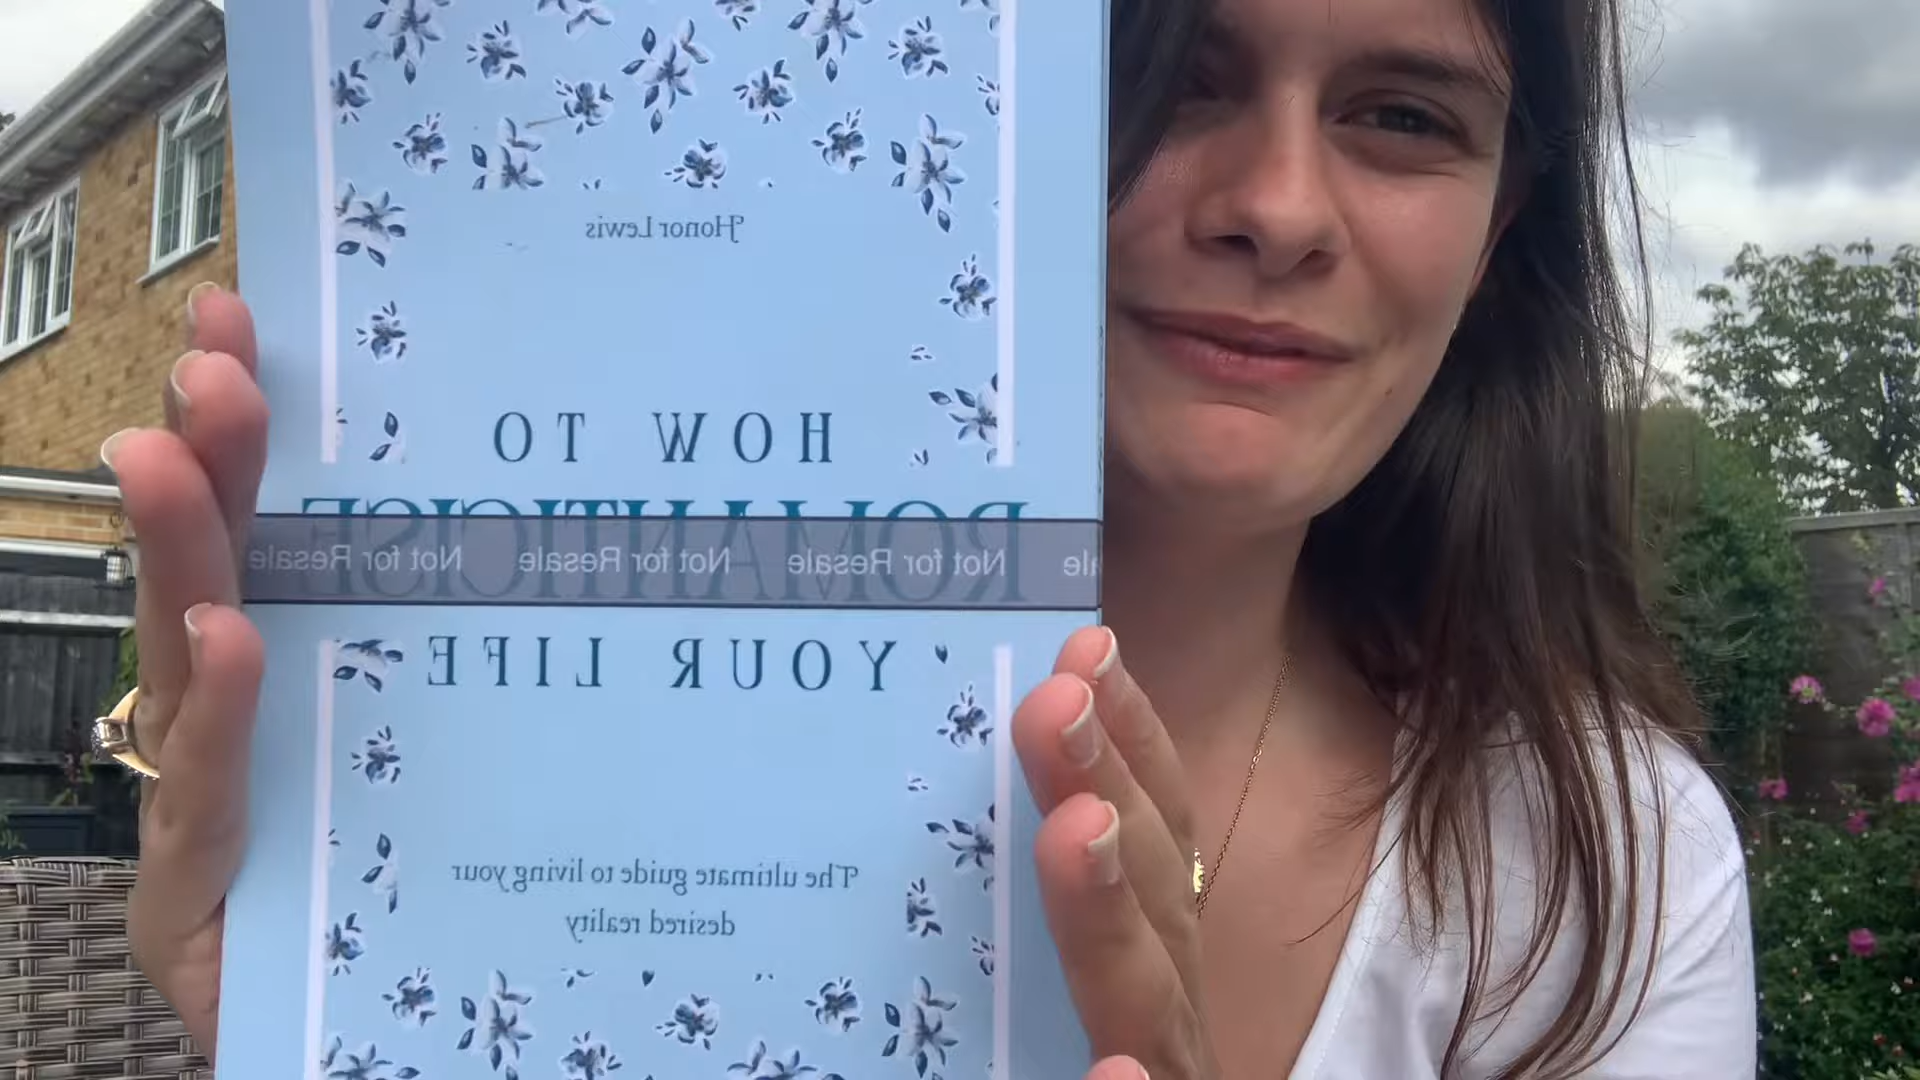 Honor Lewis
HOW TO
ROMANTICISE
Not for Resale Not for Resale Not for Resale ale
YOUR LIFE
The ultimate guide to living your
desired reality